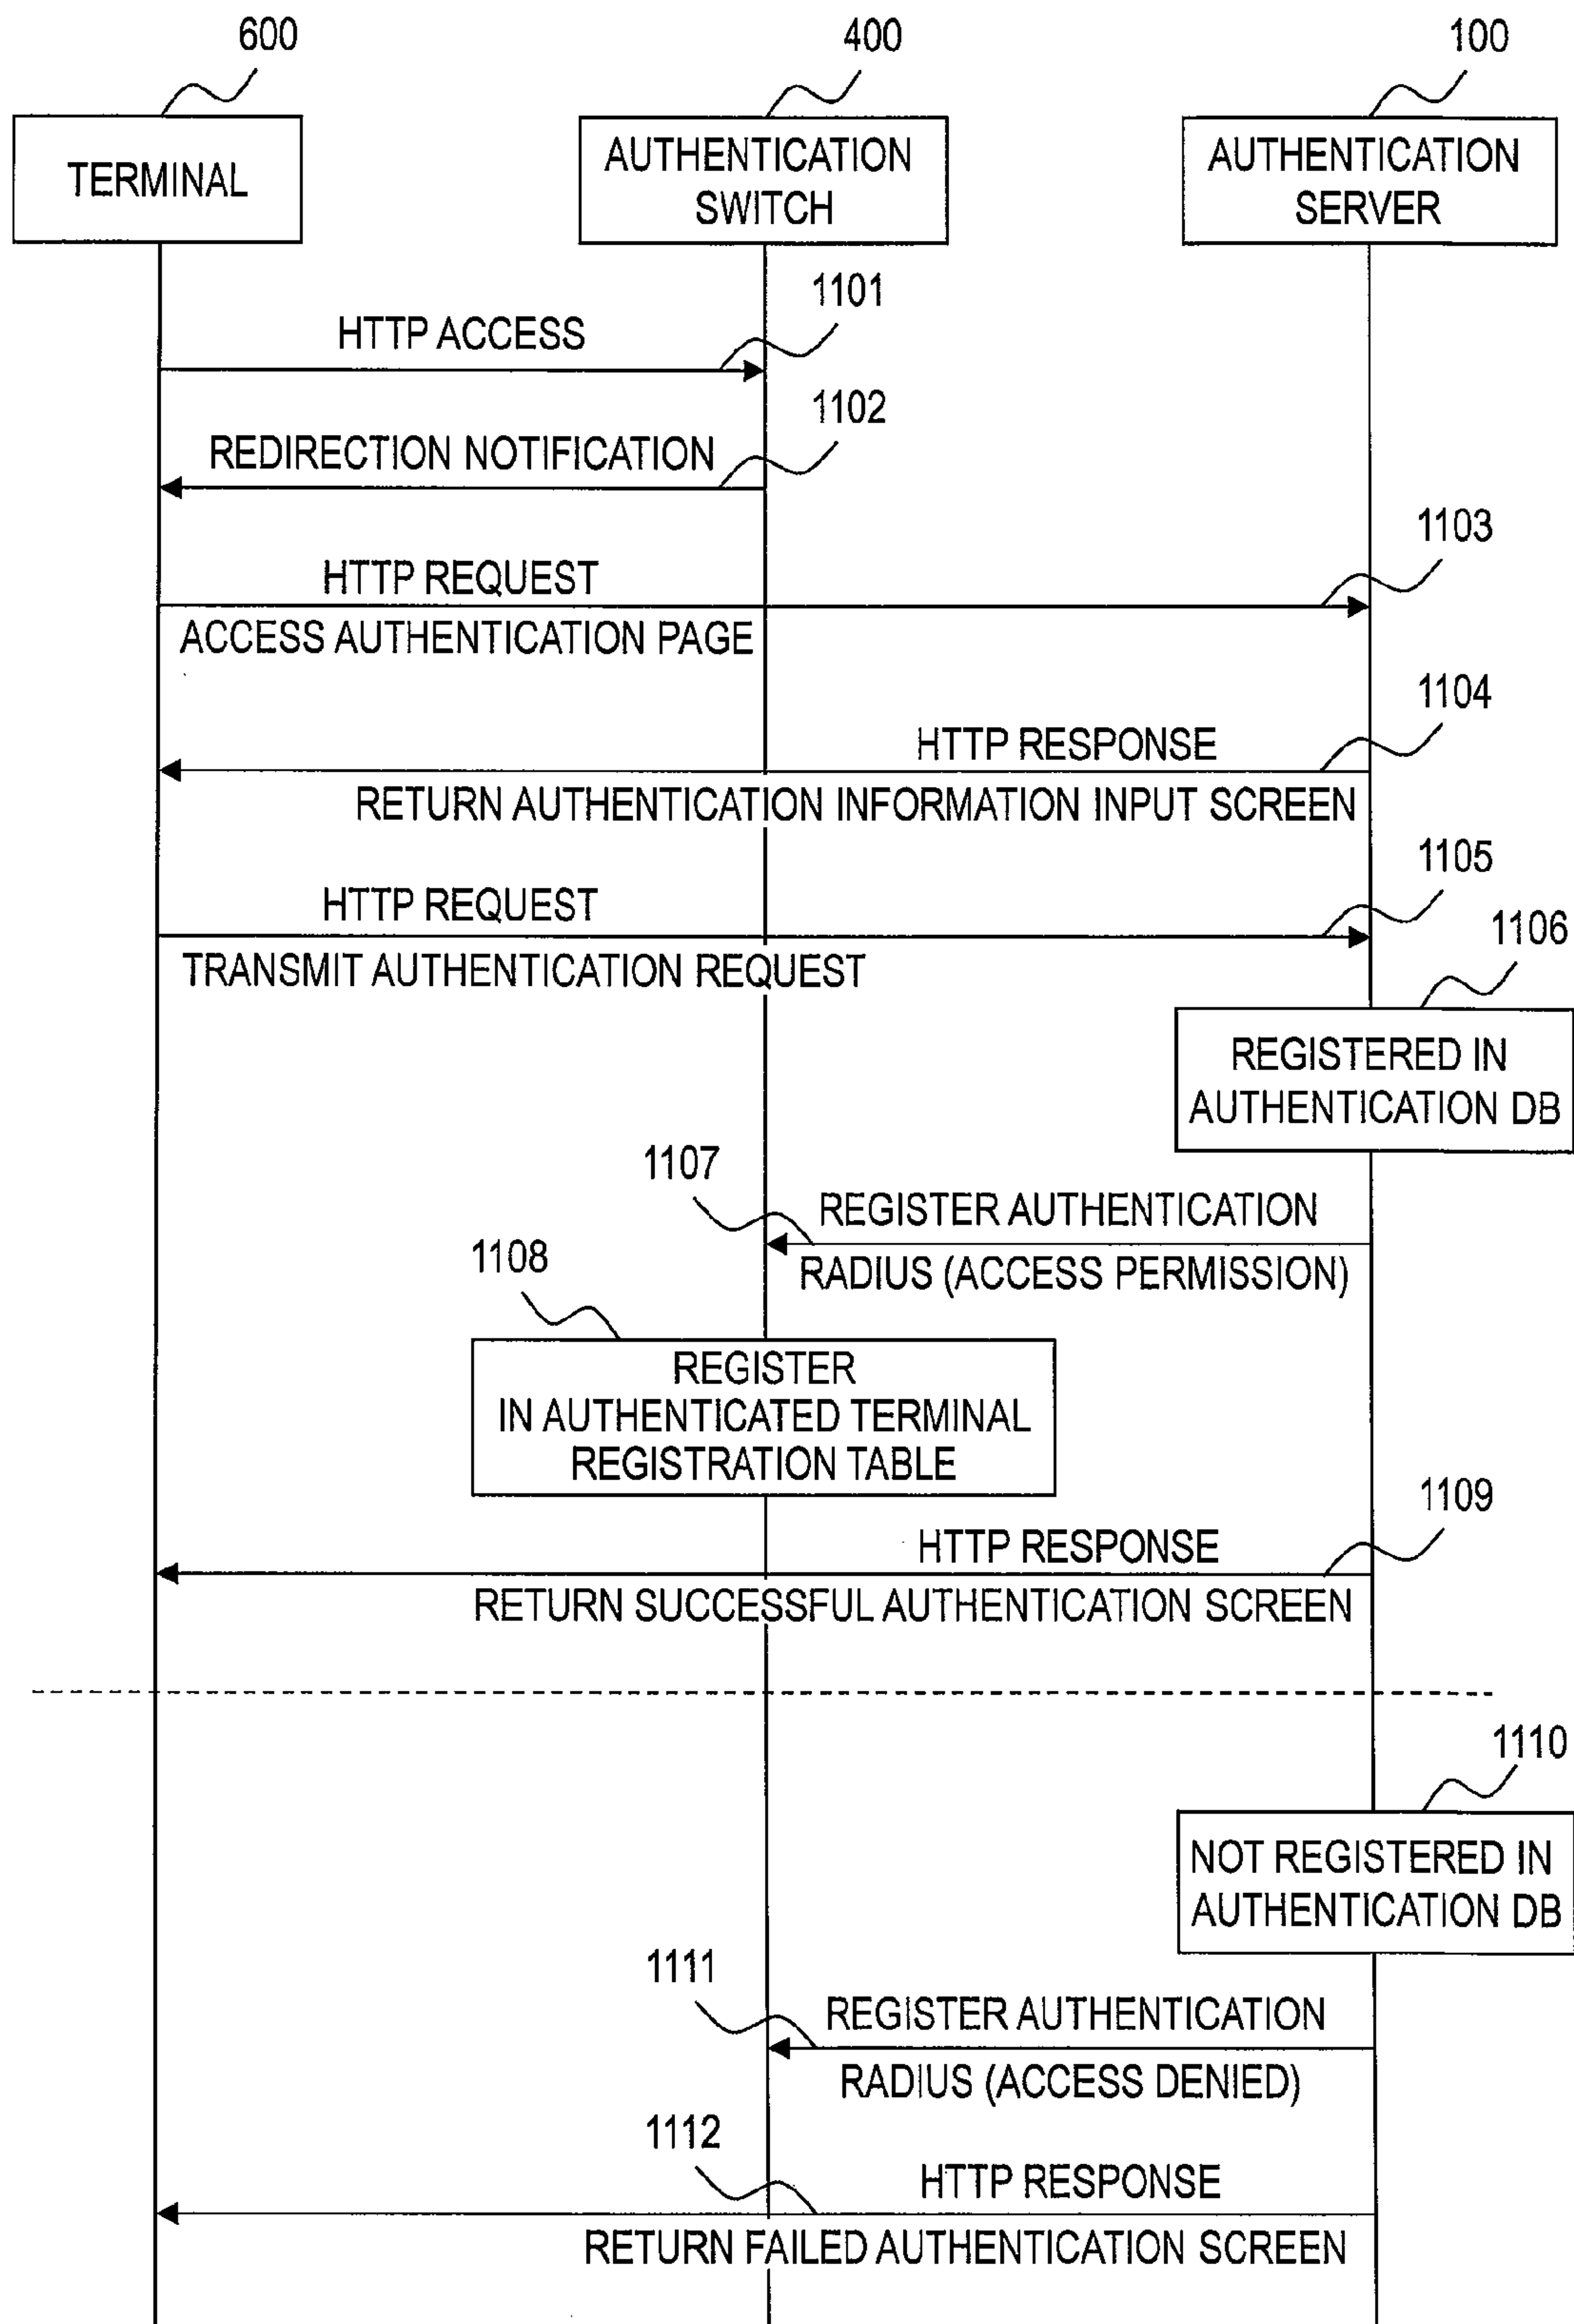 600
400
100
TERMINAL
AUTHENTICATION
SWITCH
AUTHENTICATION
SERVER
1101
HTTP ACCESS
1102
REDIRECTION NOTIFICATION
1103
HTTP REQUEST
ACCESS AUTHENTICATION PAGE
1104
HTTP RESPONSE
RETURN AUTHENTICATION INFORMATION INPUT SCREEN
1105
HTTP REQUEST
TRANSMIT AUTHENTICATION REQUEST
1106
REGISTERED IN
AUTHENTICATION DB
1107
REGISTER AUTHENTICATION
RADIUS (ACCESS PERMISSION)
1108
REGISTER
IN AUTHENTICATED TERMINAL
REGISTRATION TABLE
1109
HTTP RESPONSE
RETURN SUCCESSFUL AUTHENTICATION SCREEN
1110
NOT REGISTERED IN
AUTHENTICATION DB
1111
REGISTER AUTHENTICATION
RADIUS (ACCESS DENIED)
1112
HTTP RESPONSE
RETURN FAILED AUTHENTICATION SCREEN